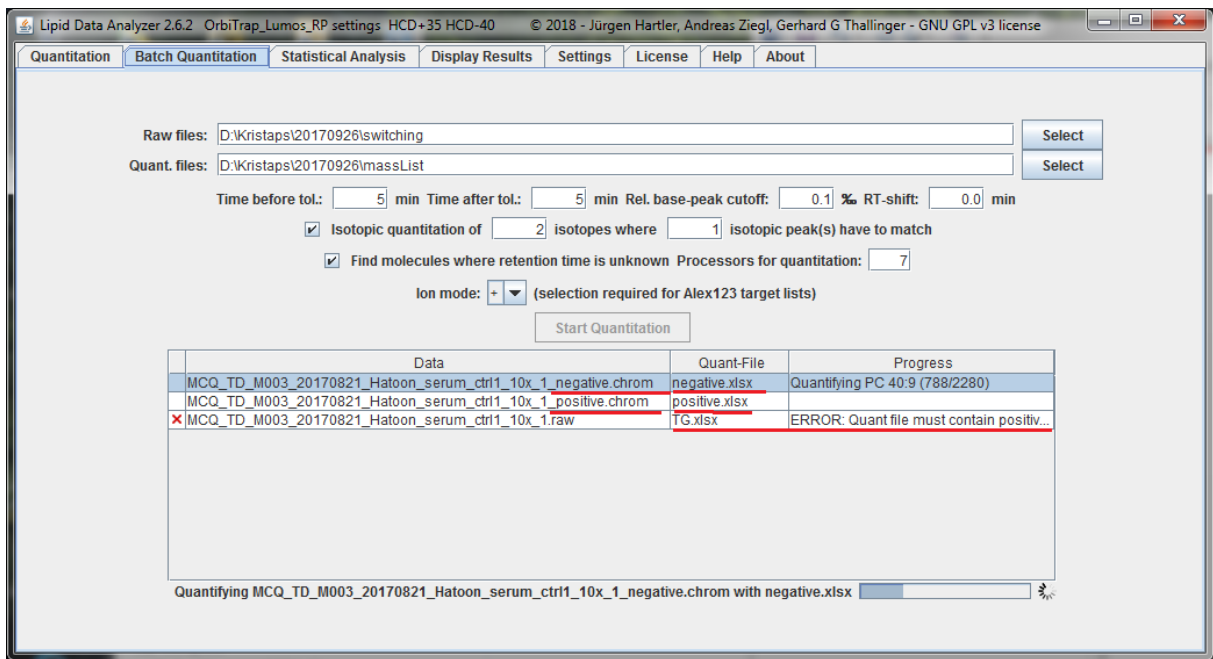 Lipid Data Analyzer 2.6.2 OrbiTrap_Lumos_RP settings HCD+35 HCD-40 © 2018 - Jürgen Hartler, Andreas Ziegl, Gerhard G Thallinger - GNU GPL v3 license
Quantitation Batch Quantitation Statistical Analysis Display Results Settings License Help About
Raw files: D:\Kristaps\20170926\switching Select
Quant. files: D:\Kristaps\20170926\massList Select
Time before tol.: 5 min Time after tol.: 5 min Rel. base-peak cutoff: 0.1 ‰ RT-shift: 0.0 min
Isotopic quantitation of 2 isotopes where 1 isotopic peak(s) have to match
Find molecules where retention time is unknown Processors for quantitation: 7
Ion mode: + (selection required for Alex123 target lists)
Start Quantitation
Data Quant-File Progress
MCQ_TD_M003_20170821_Hatoon_serum_ctrl1_10x_1_negative.chrom negative.xlsx Quantifying PC 40:9 (788/2280)
MCQ_TD_M003_20170821_Hatoon_serum_ctrl1_10x_1_positive.chrom positive.xlsx
MCQ_TD_M003_20170821_Hatoon_serum_ctrl1_10x_1.raw TG.xlsx ERROR: Quant file must contain positiv...
Quantifying MCQ_TD_M003_20170821_Hatoon_serum_ctrl1_10x_1_negative.chrom with negative.xlsx